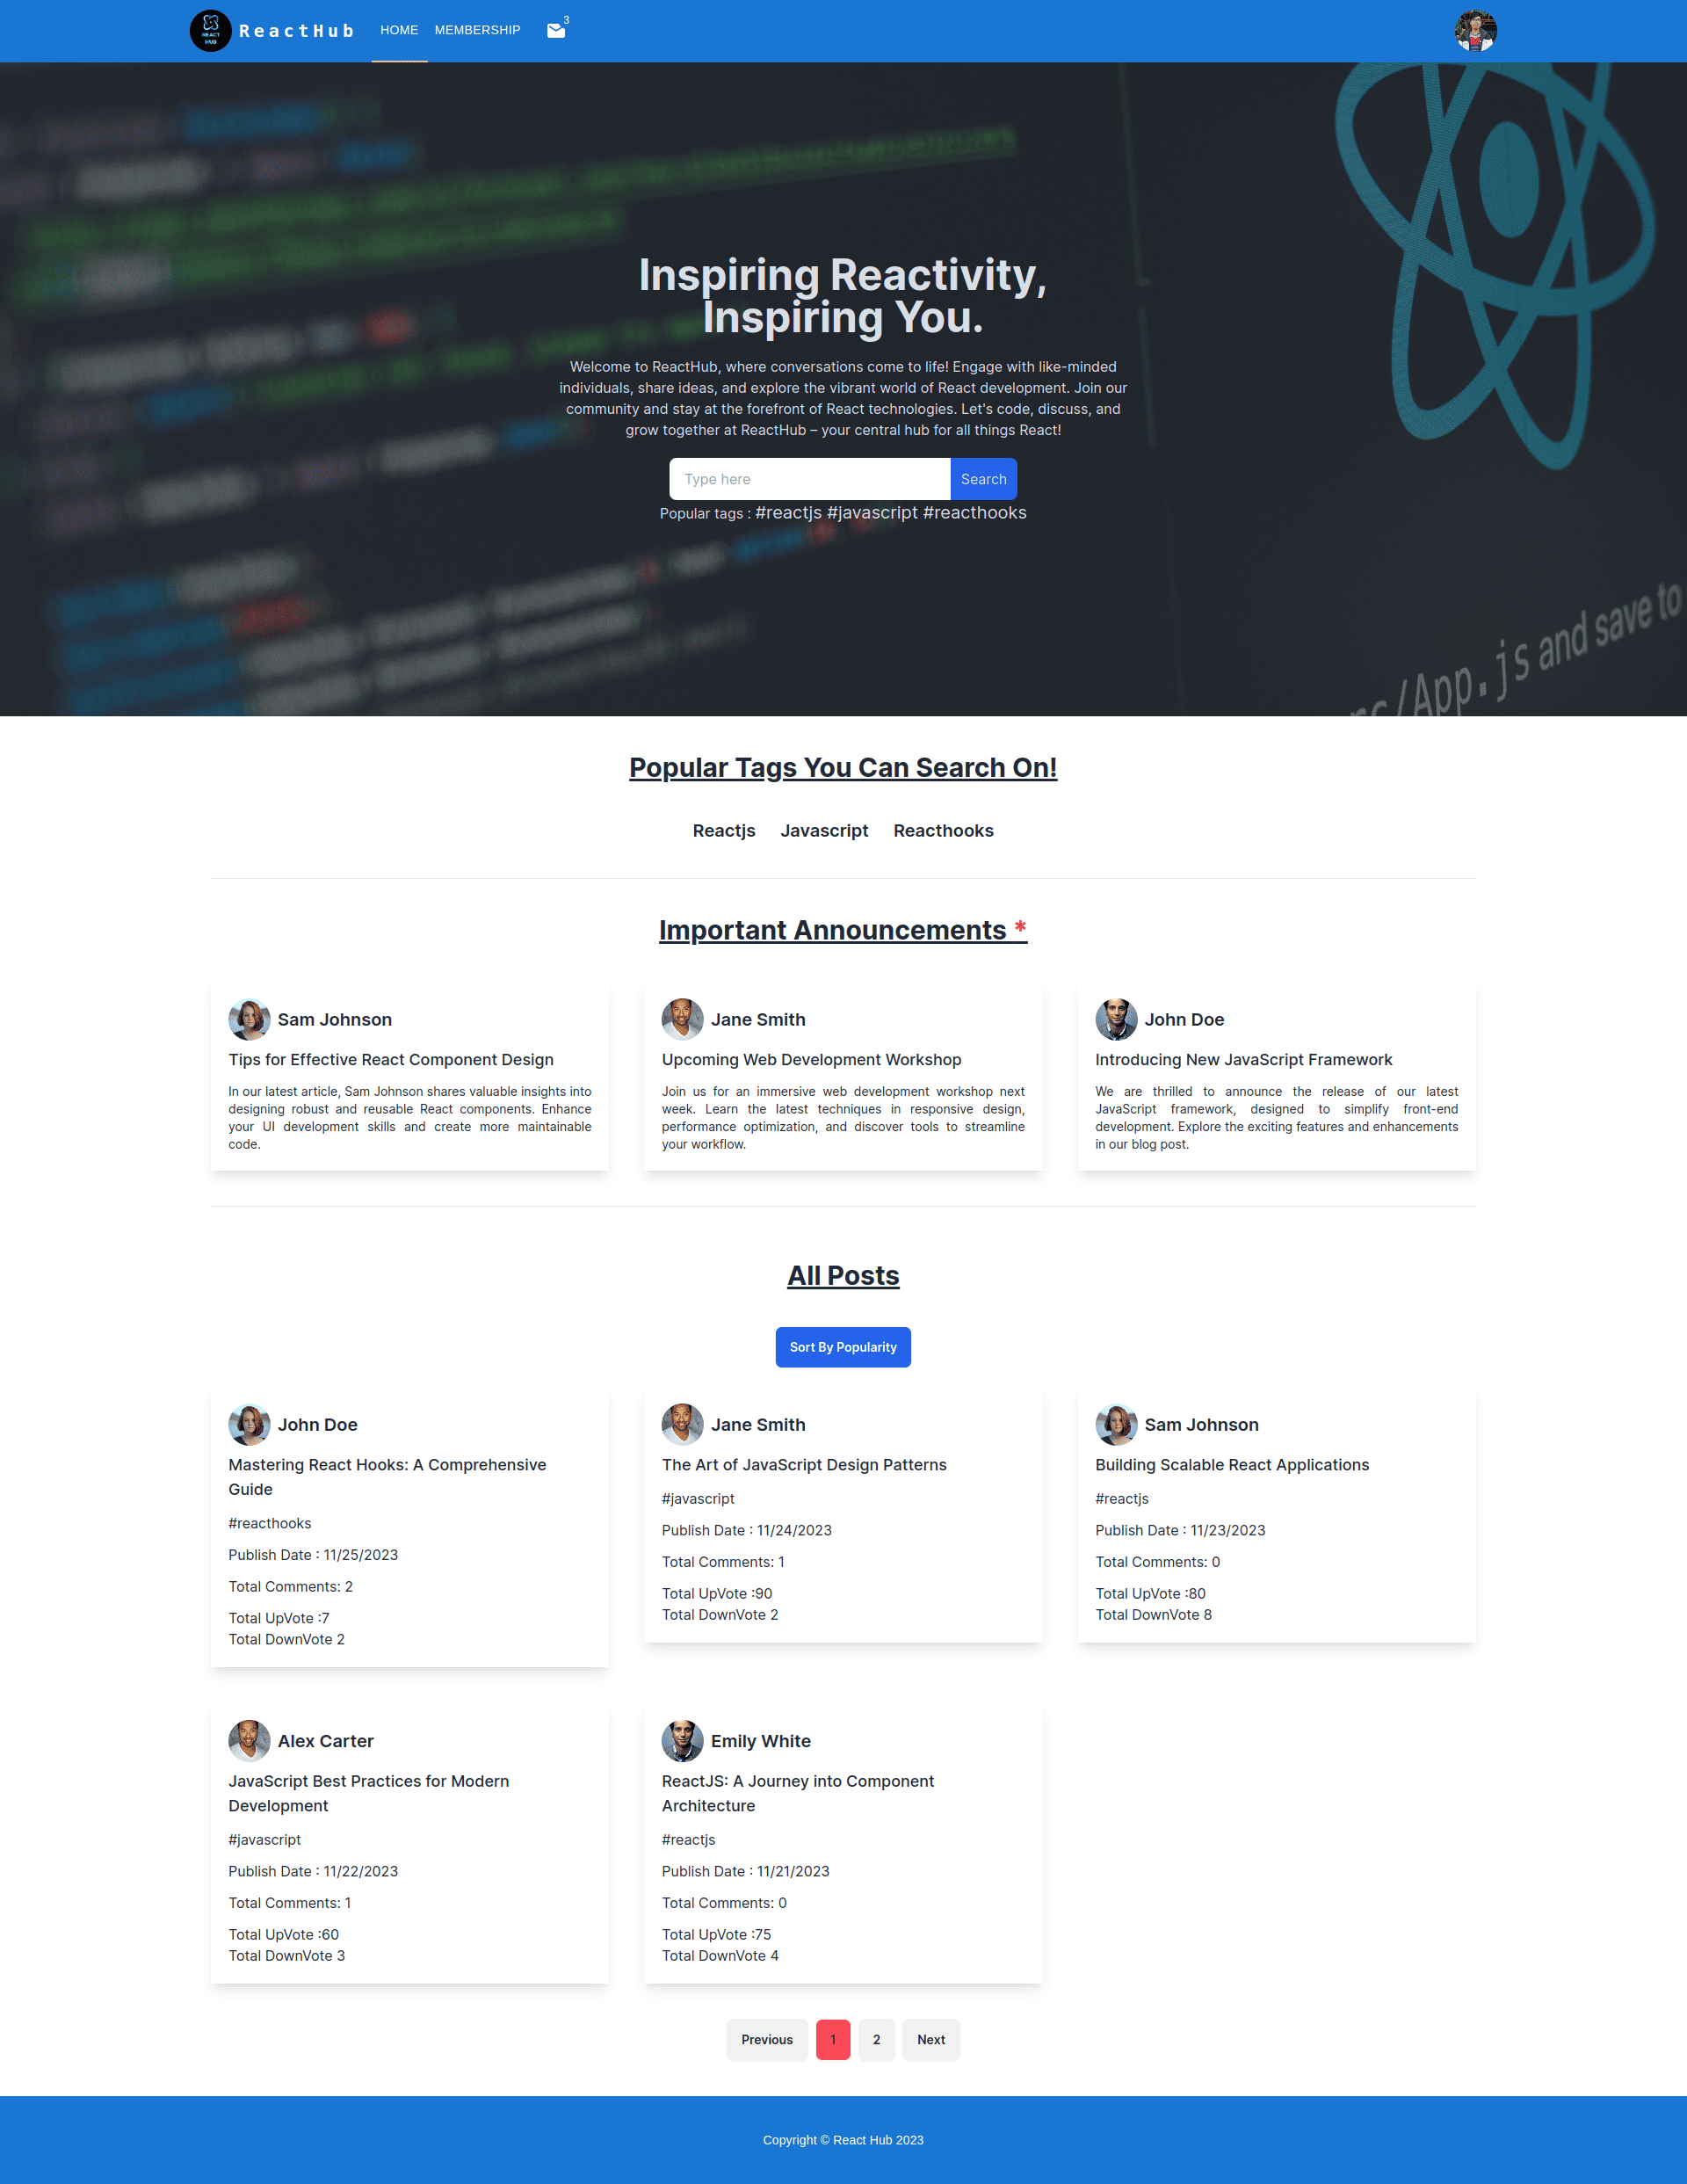 REACT
HUB
ReactHub
HOME
MEMBERSHIP
3
Inspiring Reactivity,
Inspiring You.
Welcome to ReactHub, where conversations come to life! Engage with like-minded
individuals, share ideas, and explore the vibrant world of React development. Join our
community and stay at the forefront of React technologies. Let's code, discuss, and
grow together at ReactHub – your central hub for all things React!
Type here
Search
Popular tags : #reactjs #javascript #reacthooks
/App.js and save to
Popular Tags You Can Search On!
Reactjs
Javascript
Reacthooks
Important Announcements *
Sam Johnson
Tips for Effective React Component Design
In our latest article, Sam Johnson shares valuable insights into
designing robust and reusable React components. Enhance
your UI development skills and create more maintainable
code.
Jane Smith
Upcoming Web Development Workshop
Join us for an immersive web development workshop next
week. Learn the latest techniques in responsive design,
performance optimization, and discover tools to streamline
your workflow.
John Doe
Introducing New JavaScript Framework
We are thrilled to announce the release of our latest
JavaScript framework, designed to simplify front-end
development. Explore the exciting features and enhancements
in our blog post.
All Posts
Sort By Popularity
John Doe
Mastering React Hooks: A Comprehensive
Guide
#reacthooks
Publish Date : 11/25/2023
Total Comments: 2
Total UpVote :7
Total DownVote 2
Jane Smith
The Art of JavaScript Design Patterns
#javascript
Publish Date : 11/24/2023
Total Comments: 1
Total UpVote :90
Total DownVote 2
Sam Johnson
Building Scalable React Applications
#reactjs
Publish Date : 11/23/2023
Total Comments: 0
Total UpVote :80
Total DownVote 8
Alex Carter
JavaScript Best Practices for Modern
Development
#javascript
Publish Date : 11/22/2023
Total Comments: 1
Total UpVote :60
Total DownVote 3
Emily White
ReactJS: A Journey into Component
Architecture
#reactjs
Publish Date : 11/21/2023
Total Comments: 0
Total UpVote :75
Total DownVote 4
Previous
1
2
Next
Copyright © React Hub 2023